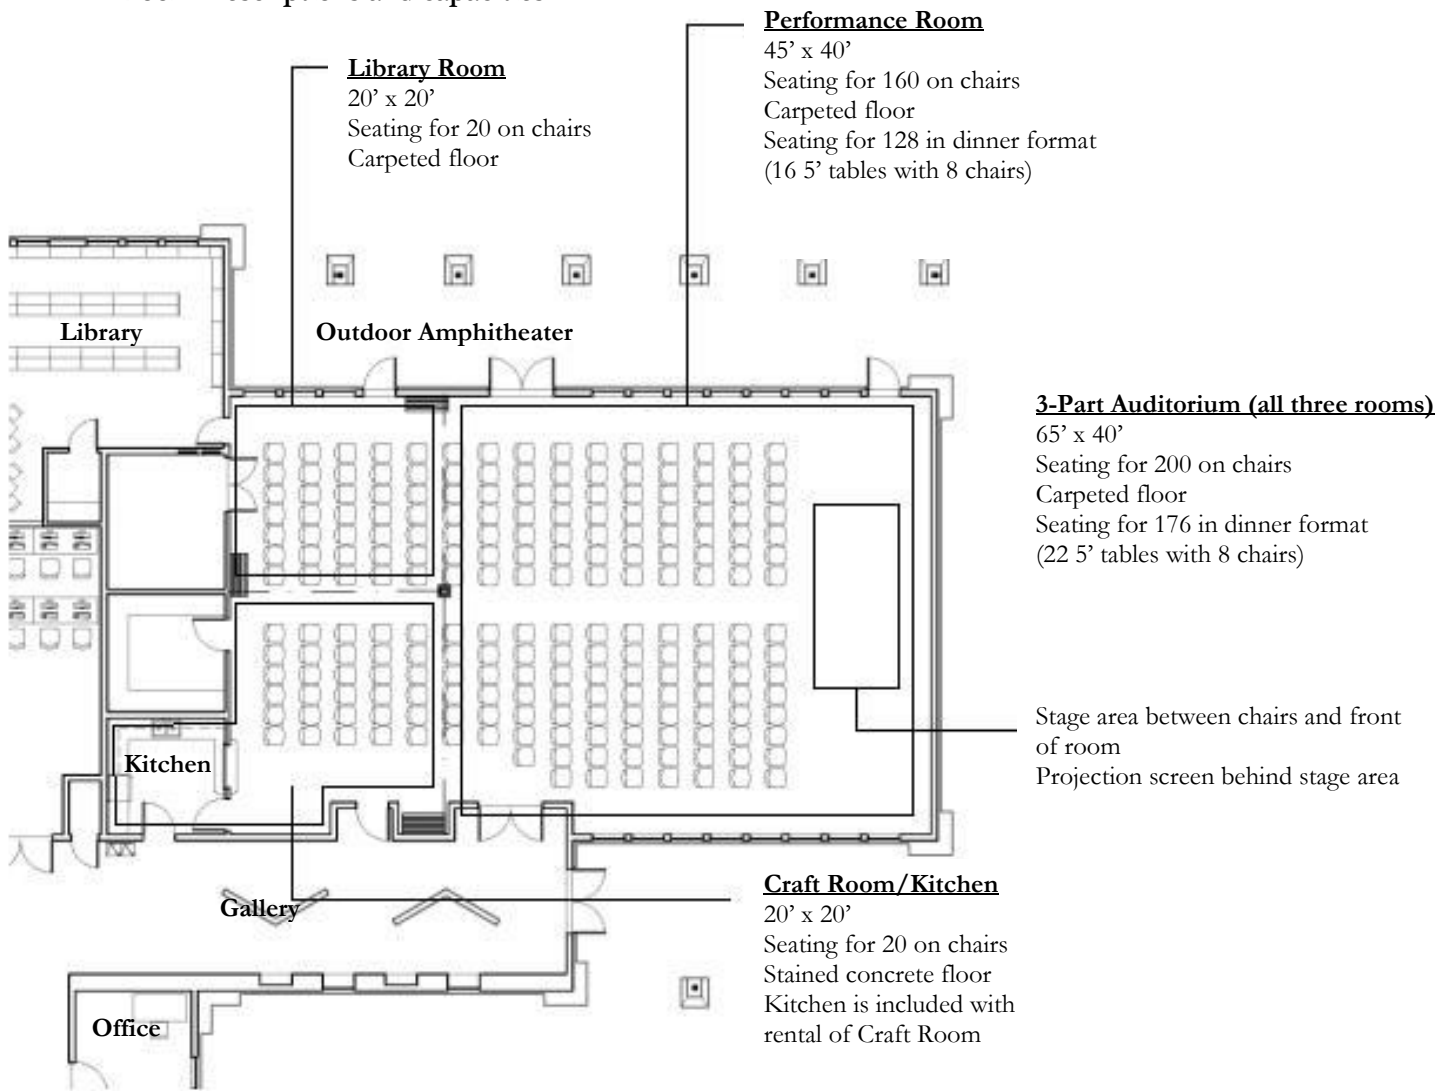 Performance Room
45’ x 40’
Seating for 160 on chairs
Carpeted floor
Seating for 128 in dinner format
(16 5’ tables with 8 chairs)
Library Room
20’ x 20’
Seating for 20 on chairs
Carpeted floor
Library
Outdoor Amphitheater
3-Part Auditorium (all three rooms)
65’ x 40’
Seating for 200 on chairs
Carpeted floor
Seating for 176 in dinner format
(22 5’ tables with 8 chairs)
Stage area between chairs and front
of room
Projection screen behind stage area
Kitchen
Craft Room/Kitchen
20’ x 20’
Seating for 20 on chairs
Stained concrete floor
Kitchen is included with
rental of Craft Room
Gallery
Office